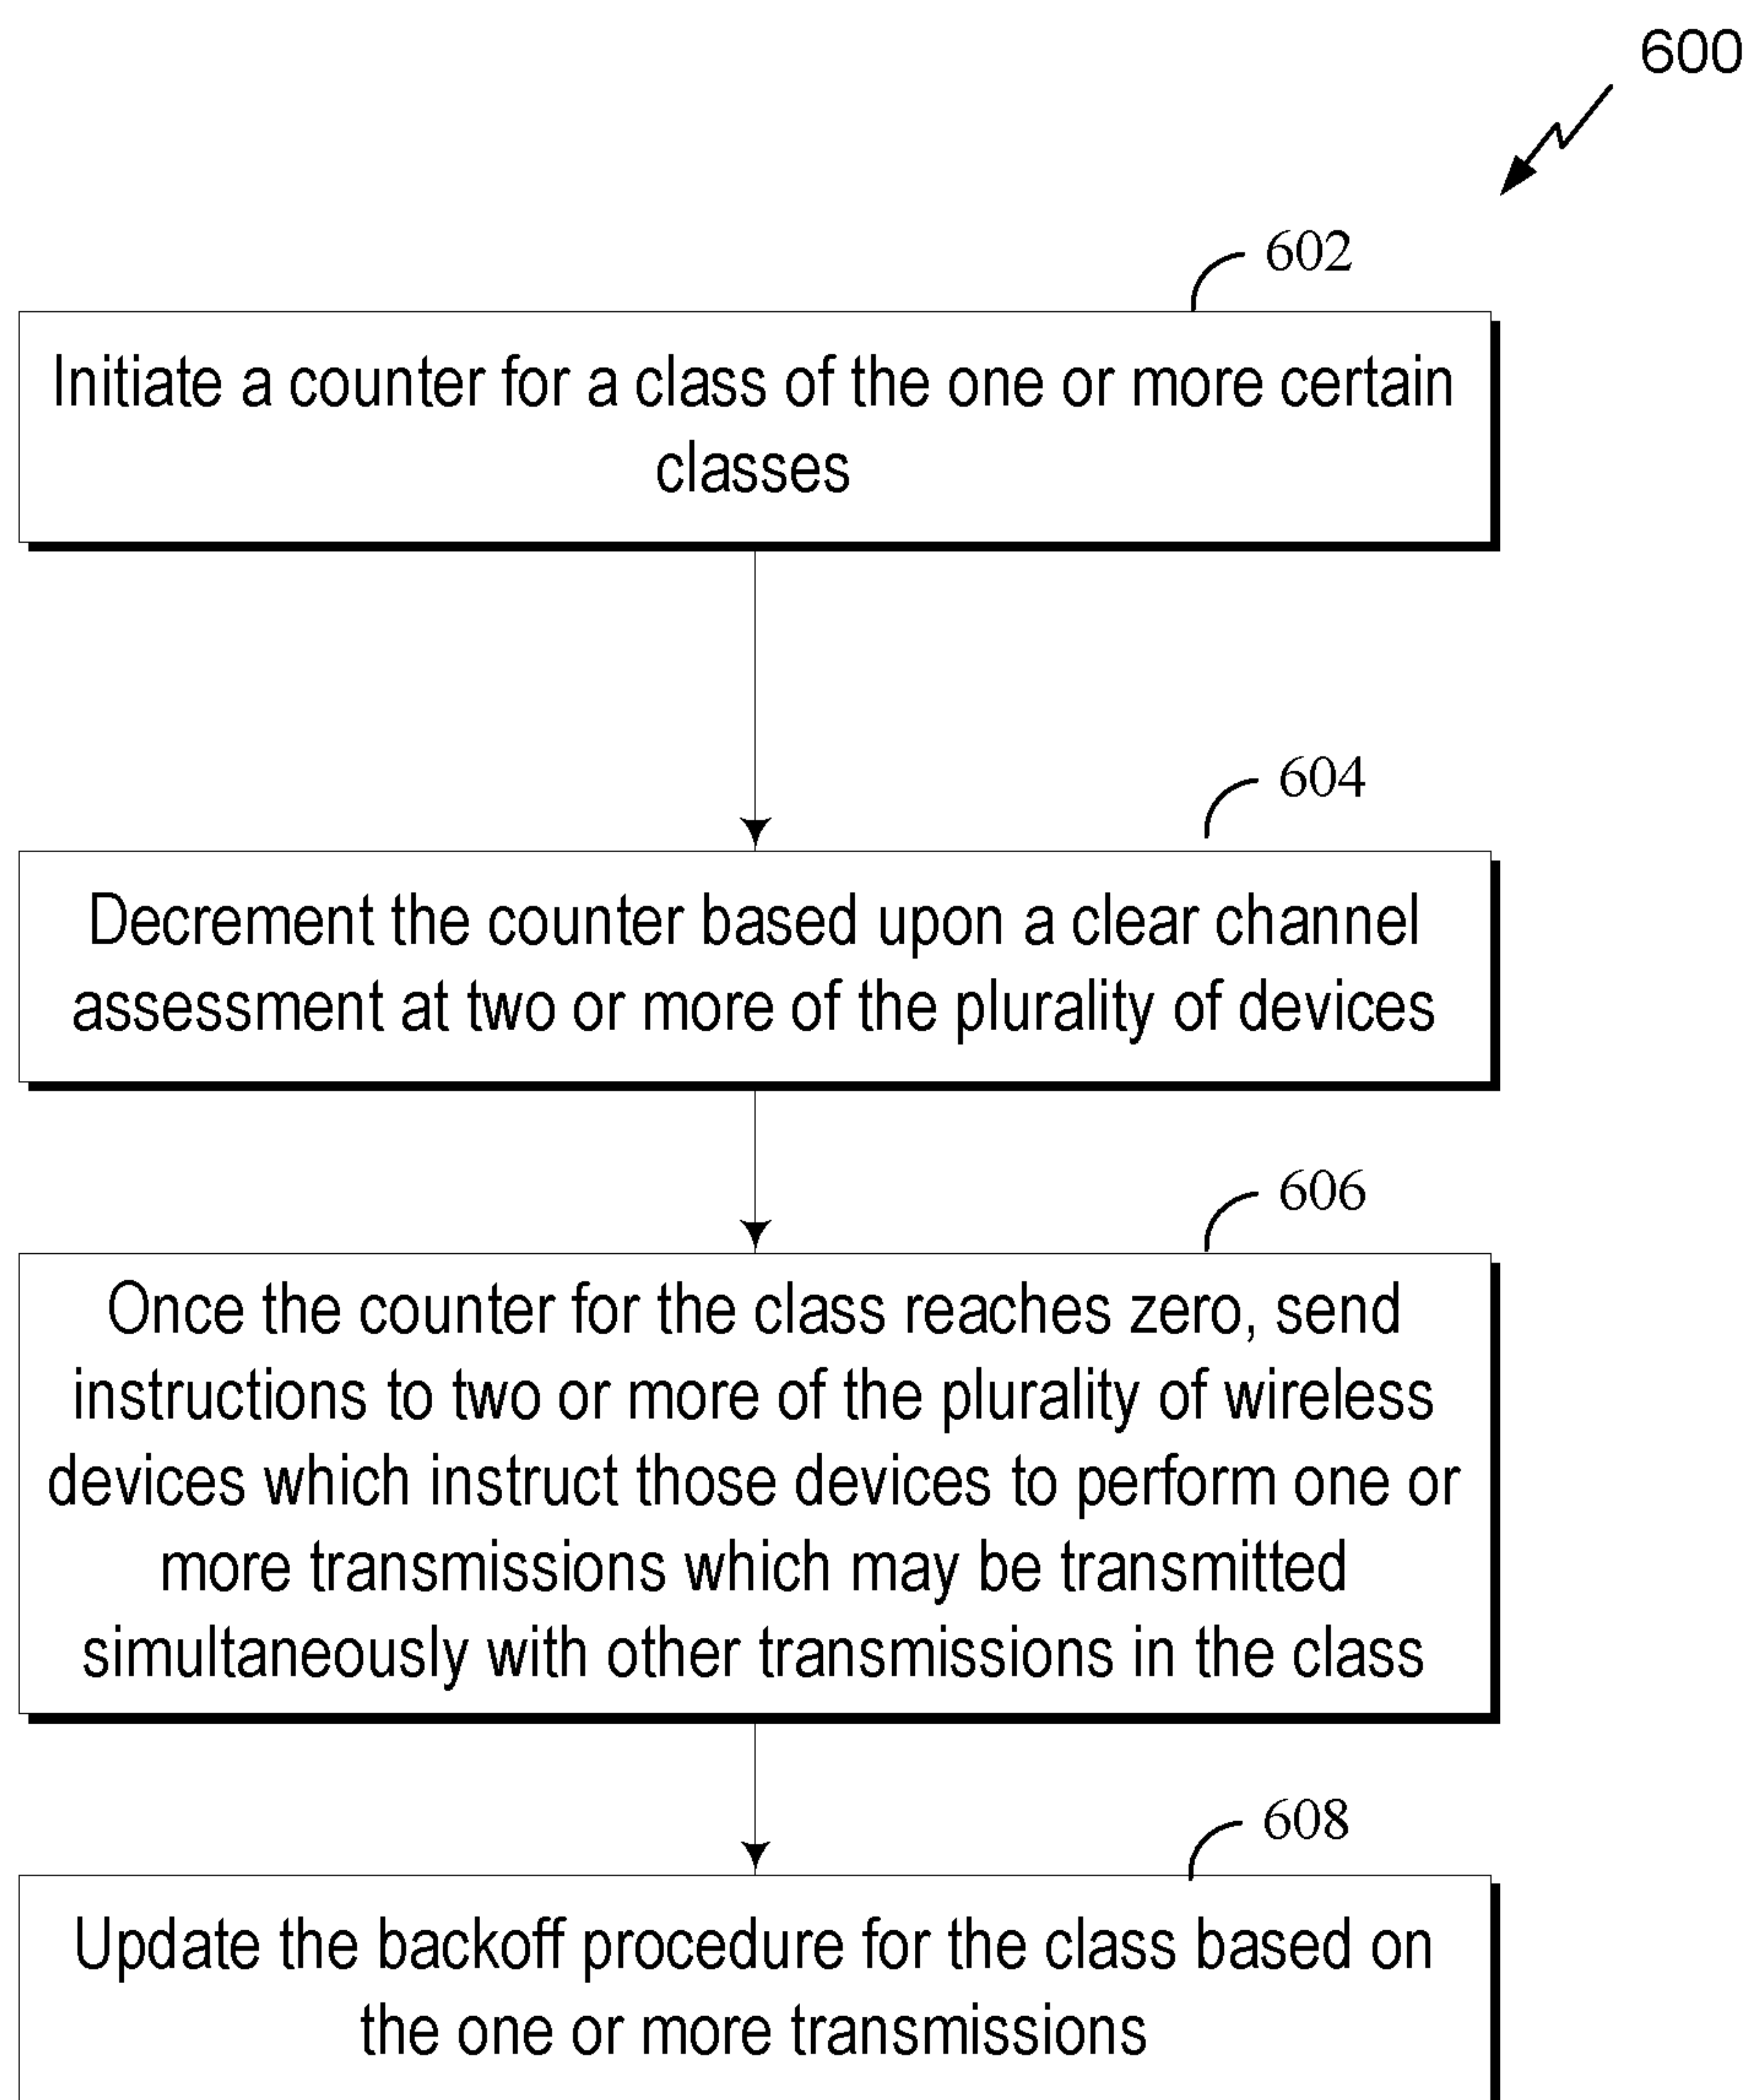 600
602
Initiate a counter for a class of the one or more certain
classes
604
Decrement the counter based upon a clear channel
assessment at two or more of the plurality of devices
606
Once the counter for the class reaches zero, send
instructions to two or more of the plurality of wireless
devices which instruct those devices to perform one or
more transmissions which may be transmitted
simultaneously with other transmissions in the class
608
Update the backoff procedure for the class based on
the one or more transmissions